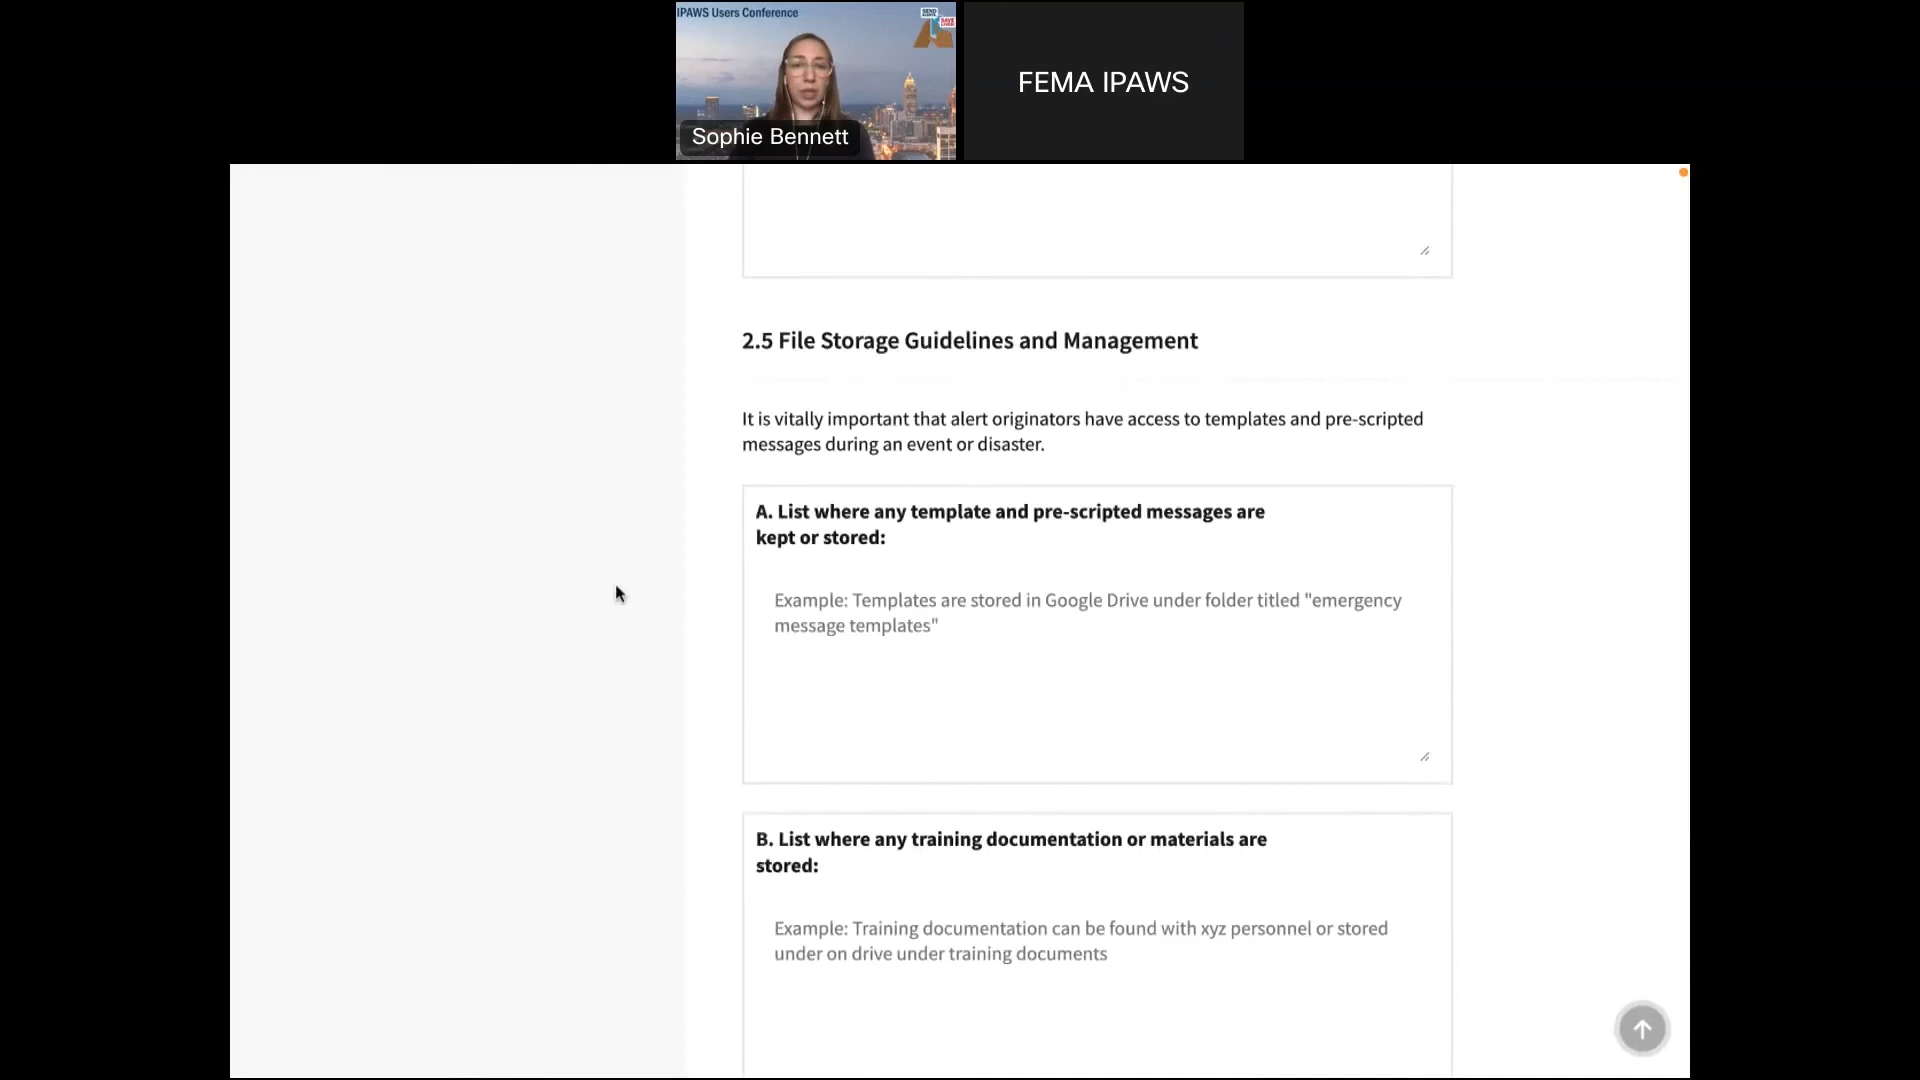 IPAWS Users Conference
SEND
ALERTS
SAVE
LIVES
Sophie Bennett
FEMA IPAWS
2.5 File Storage Guidelines and Management
It is vitally important that alert originators have access to templates and pre-scripted
messages during an event or disaster.
A. List where any template and pre-scripted messages are
kept or stored:
Example: Templates are stored in Google Drive under folder titled "emergency
message templates"
B. List where any training documentation or materials are
stored:
Example: Training documentation can be found with xyz personnel or stored
under on drive under training documents